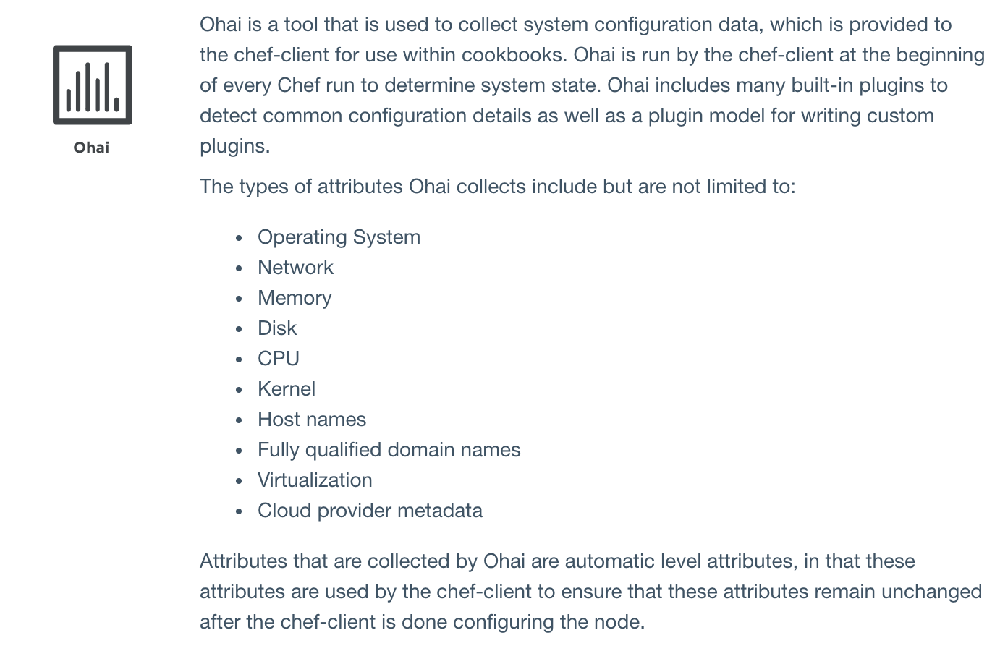 Ohai is a tool that is used to collect system configuration data, which is provided to
the chef-client for use within cookbooks. Ohai is run by the chef-client at the beginning
of every Chef run to determine system state. Ohai includes many built-in plugins to
detect common configuration details as well as a plugin model for writing custom
plugins.
Ohai
The types of attributes Ohai collects include but are not limited to:
• Operating System
• Network
• Memory
• Disk
• CPU
• Kernel
• Host names
• Fully qualified domain names
• Virtualization
• Cloud provider metadata
Attributes that are collected by Ohai are automatic level attributes, in that these
attributes are used by the chef-client to ensure that these attributes remain unchanged
after the chef-client is done configuring the node.